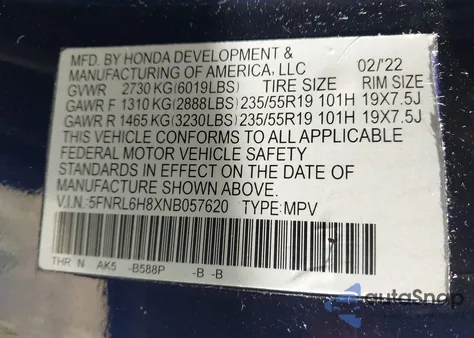 MFD. BY HONDA DEVELOPMENT &
MANUFACTURING OF AMERICA, LLC 02/'22
GVWR 2730 KG(6019LBS) TIRE SIZE RIM SIZE
GAWR F 1310 KG(2888LBS) 235/55R19 101H 19X7.5J
GAWR R 1465 KG(3230LBS) 235/55R19 101H 19X7.5J
THIS VEHICLE CONFORMS TO ALL APPLICABLE
FEDERAL MOTOR VEHICLE SAFETY
STANDARDS IN EFFECT ON THE DATE OF
MANUFACTURE SHOWN ABOVE.
V.I.N.:5FNRL6H8XNB057620 TYPE:MPV
THR N AK5 -B588P -B -B
autoSnap